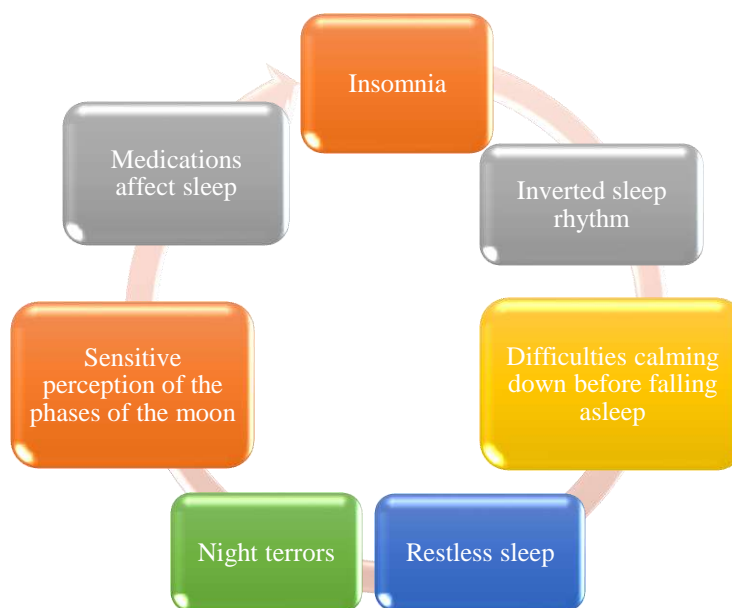 Insomnia
Inverted sleep
rhythm
Difficulties calming
down before falling
asleep
Restless sleep
Night terrors
Sensitive
perception of the
phases of the moon
Medications
affect sleep